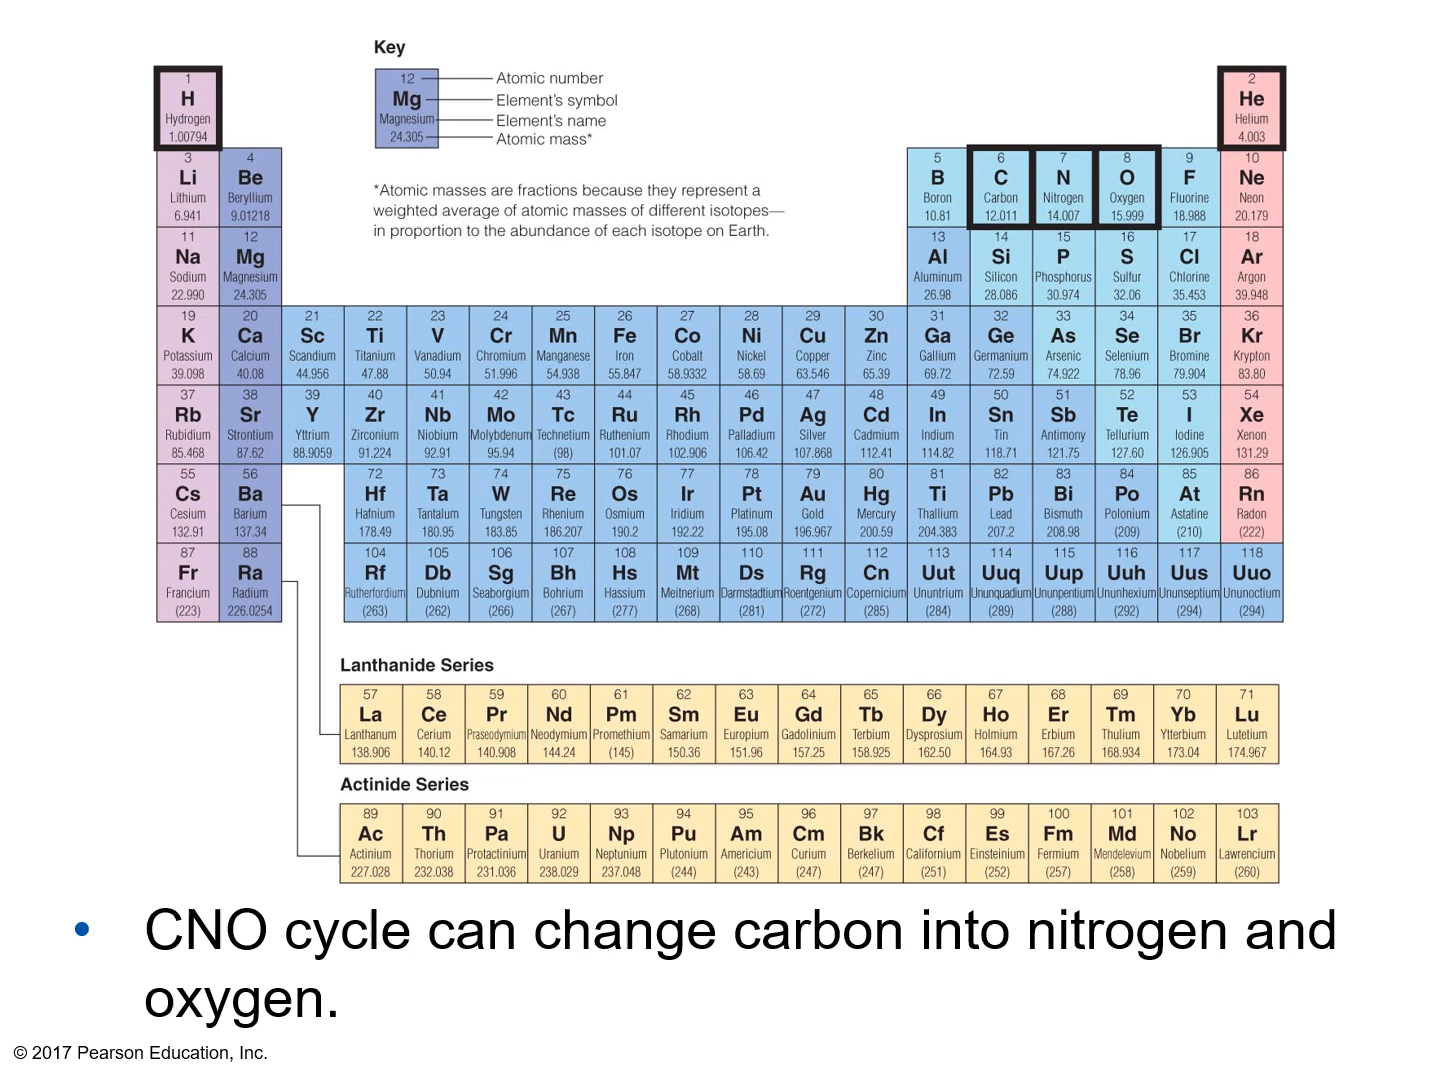 Key
12 Atomic number
Mg Element's symbol
Magnesium Element's name
24.305 Atomic mass*
*Atomic masses are fractions because they represent a
weighted average of atomic masses of different isotopes—
in proportion to the abundance of each isotope on Earth.
1 2
H He
Hydrogen Helium
1.00794 4.003
3 4 5 6 7 8 9 10
Li Be B C N O F Ne
Lithium Beryllium Boron Carbon Nitrogen Oxygen Fluorine Neon
6.941 9.01218 10.81 12.011 14.007 15.999 18.988 20.179
11 12 13 14 15 16 17 18
Na Mg Al Si P S Cl Ar
Sodium Magnesium Aluminum Silicon Phosphorus Sulfur Chlorine Argon
22.990 24.305 26.98 28.086 30.974 32.06 35.453 39.948
19 20 21 22 23 24 25 26 27 28 29 30 31 32 33 34 35 36
K Ca Sc Ti V Cr Mn Fe Co Ni Cu Zn Ga Ge As Se Br Kr
Potassium Calcium Scandium Titanium Vanadium Chromium Manganese Iron Cobalt Nickel Copper Zinc Gallium Germanium Arsenic Selenium Bromine Krypton
39.098 40.08 44.956 47.88 50.94 51.996 54.938 55.847 58.9332 58.69 63.546 65.39 69.72 72.59 74.922 78.96 79.904 83.80
37 38 39 40 41 42 43 44 45 46 47 48 49 50 51 52 53 54
Rb Sr Y Zr Nb Mo Tc Ru Rh Pd Ag Cd In Sn Sb Te I Xe
Rubidium Strontium Yttrium Zirconium Niobium Molybdenum Technetium Ruthenium Rhodium Palladium Silver Cadmium Indium Tin Antimony Tellurium Iodine Xenon
85.468 87.62 88.9059 91.224 92.91 95.94 (98) 101.07 102.906 106.42 107.868 112.41 114.82 118.71 121.75 127.60 126.905 131.29
55 56 72 73 74 75 76 77 78 79 80 81 82 83 84 85 86
Cs Ba Hf Ta W Re Os Ir Pt Au Hg Ti Pb Bi Po At Rn
Cesium Barium Hafnium Tantalum Tungsten Rhenium Osmium Iridium Platinum Gold Mercury Thallium Lead Bismuth Polonium Astatine Radon
132.91 137.34 178.49 180.95 183.85 186.207 190.2 192.22 195.08 196.967 200.59 204.383 207.2 208.98 (209) (210) (222)
87 88 104 105 106 107 108 109 110 111 112 113 114 115 116 117 118
Fr Ra Rf Db Sg Bh Hs Mt Ds Rg Cn Uut Uuq Uup Uuh Uus Uuo
Francium Radium Rutherfordium Dubnium Seaborgium Bohrium Hassium Meitnerium Darmstadtium Roentgenium Copernicium Ununtrium Ununquadium Ununpentium Ununhexium Ununseptium Ununoctium
(223) 226.0254 (263) (262) (266) (267) (277) (268) (281) (272) (285) (284) (289) (288) (292) (294) (294)
Lanthanide Series
57 58 59 60 61 62 63 64 65 66 67 68 69 70 71
La Ce Pr Nd Pm Sm Eu Gd Tb Dy Ho Er Tm Yb Lu
Lanthanum Cerium Praseodymium Neodymium Promethium Samarium Europium Gadolinium Terbium Dysprosium Holmium Erbium Thulium Ytterbium Lutetium
138.906 140.12 140.908 144.24 (145) 150.36 151.96 157.25 158.925 162.50 164.93 167.26 168.934 173.04 174.967
Actinide Series
89 90 91 92 93 94 95 96 97 98 99 100 101 102 103
Ac Th Pa U Np Pu Am Cm Bk Cf Es Fm Md No Lr
Actinium Thorium Protactinium Uranium Neptunium Plutonium Americium Curium Berkelium Californium Einsteinium Fermium Mendelevium Nobelium Lawrencium
227.028 232.038 231.036 238.029 237.048 (244) (243) (247) (247) (251) (252) (257) (258) (259) (260)
• CNO cycle can change carbon into nitrogen and
oxygen.
© 2017 Pearson Education, Inc.